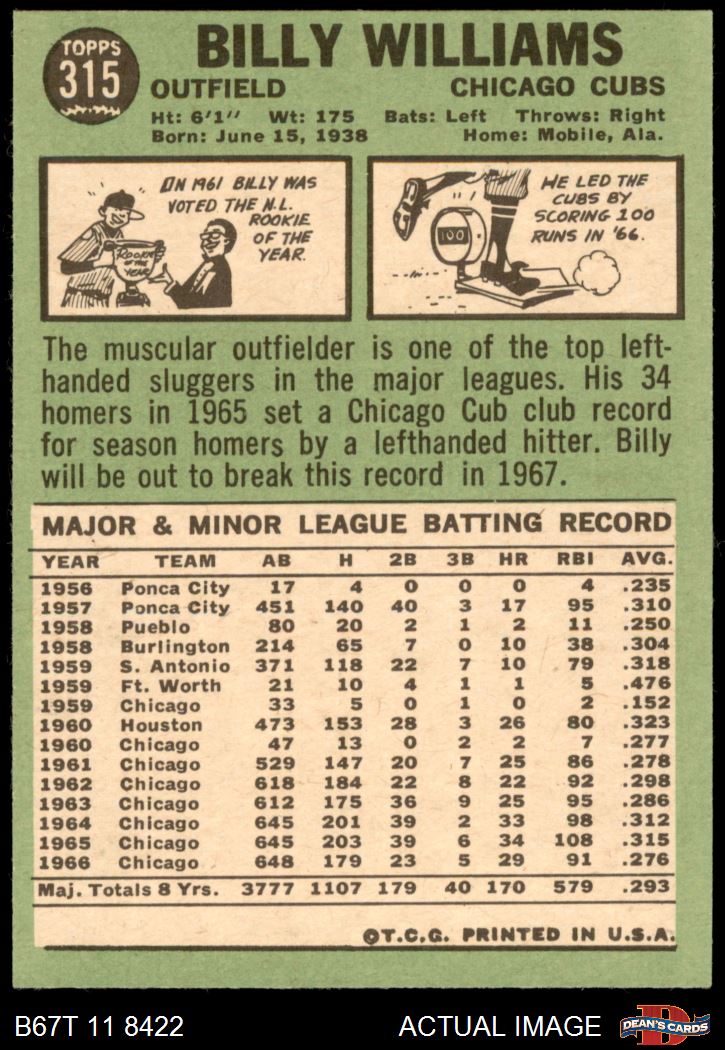 TOPPS
315
BILLY WILLIAMS
OUTFIELD CHICAGO CUBS
Ht: 6'1" Wt: 175 Bats: Left Throws: Right
Born: June 15, 1938 Home: Mobile, Ala.
IN 1961 BILLY WAS
VOTED THE N.L.
ROOKIE
OF THE
YEAR.
ROOKIE
OF THE
YEAR
HE LED THE
CUBS BY
SCORING 100
RUNS IN '66.
100
The muscular outfielder is one of the top left-
handed sluggers in the major leagues. His 34
homers in 1965 set a Chicago Cub club record
for season homers by a lefthanded hitter. Billy
will be out to break this record in 1967.
MAJOR & MINOR LEAGUE BATTING RECORD
YEAR TEAM AB H 2B 3B HR RBI AVG.
1956 Ponca City 17 4 0 0 0 4 .235
1957 Ponca City 451 140 40 3 17 95 .310
1958 Pueblo 80 20 2 1 2 11 .250
1958 Burlington 214 65 7 0 10 38 .304
1959 S. Antonio 371 118 22 7 10 79 .318
1959 Ft. Worth 21 10 4 1 1 5 .476
1959 Chicago 33 5 0 1 0 2 .152
1960 Houston 473 153 28 3 26 80 .323
1960 Chicago 47 13 0 2 2 7 .277
1961 Chicago 529 147 20 7 25 86 .278
1962 Chicago 618 184 22 8 22 92 .298
1963 Chicago 612 175 36 9 25 95 .286
1964 Chicago 645 201 39 2 33 98 .312
1965 Chicago 645 203 39 6 34 108 .315
1966 Chicago 648 179 23 5 29 91 .276
Maj. Totals 8 Yrs. 3777 1107 179 40 170 579 .293
©T.C.G. PRINTED IN U.S.A.
B67T 11 8422 ACTUAL IMAGE
D
DEAN'S CARDS